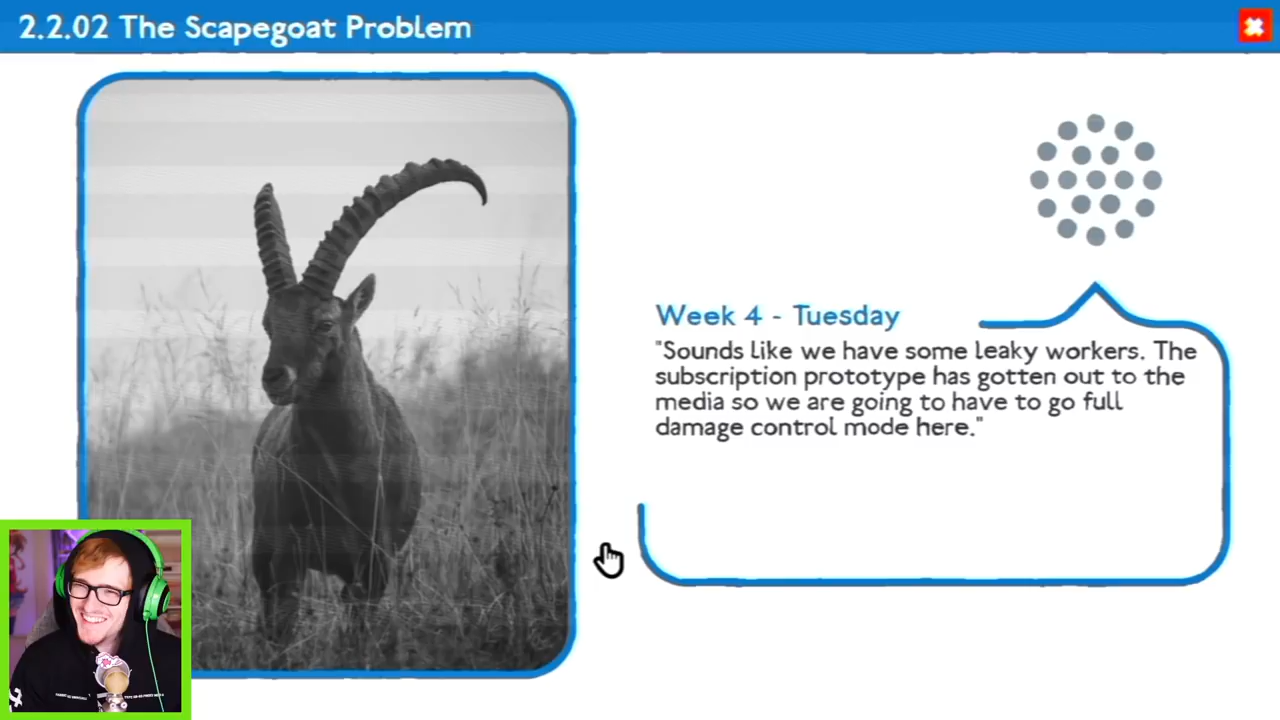 2.2.02 The Scapegoat Problem
Week 4 - Tuesday
"Sounds like we have some leaky workers. The
subscription prototype has gotten out to the
media so we are going to have to go full
damage control mode here."